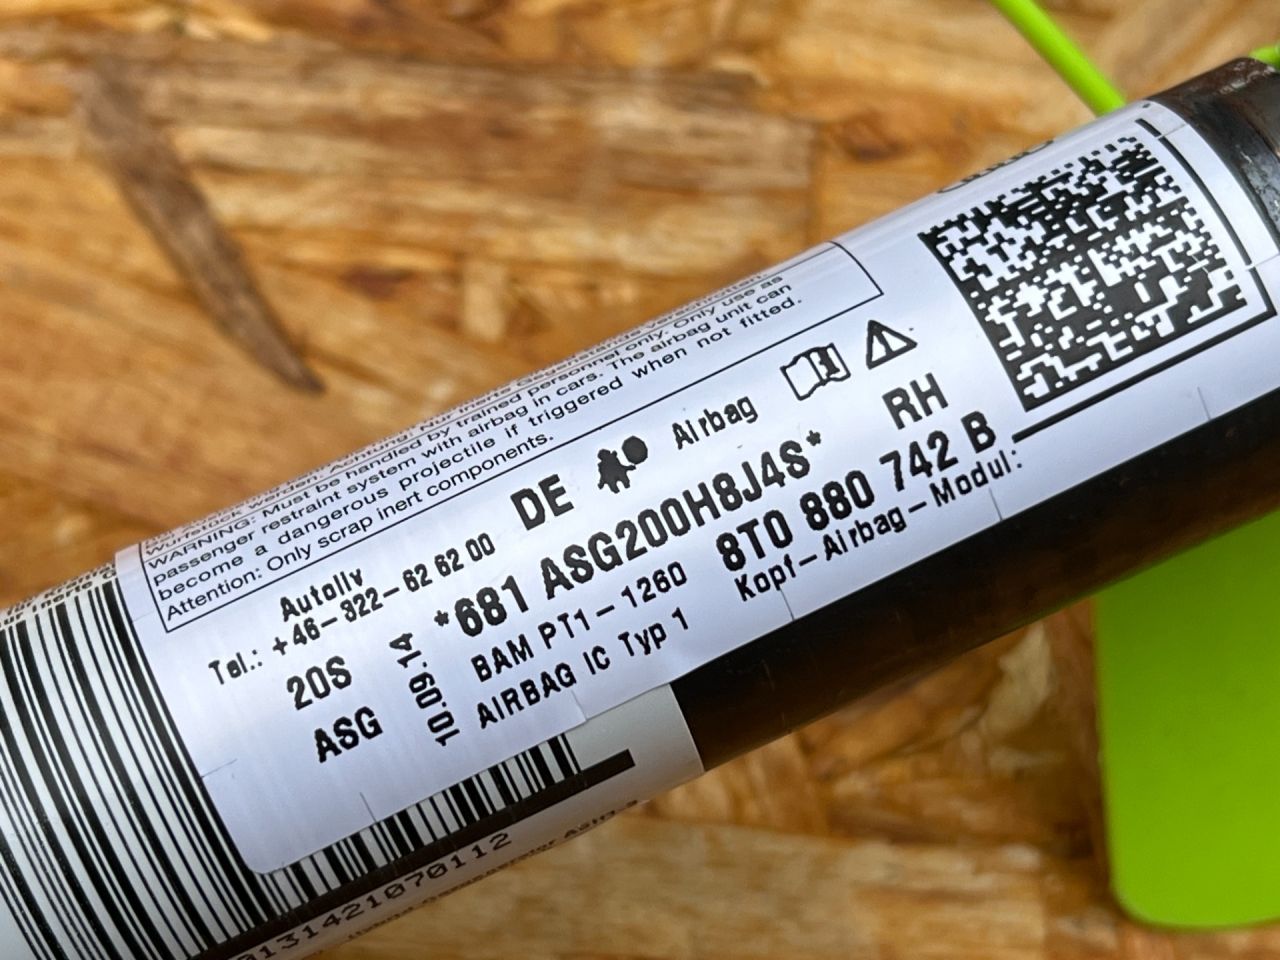 WARNING: Must be handled by trained personnel only. Only use as
passenger restraint system with airbag in cars. The airbag unit can
become a dangerous projectile if triggered when not fitted.
Attention: Only scrap inert components.
Autoliv DE Airbag
Tel.: +46-322-62 62 00
20S *681 ASG200H8J4S* RH
ASG 10.09.14 BAM PT1-1260 8T0 880 742 B
AIRBAG IC Typ 1 Kopf-Airbag-Modul:
131421070112